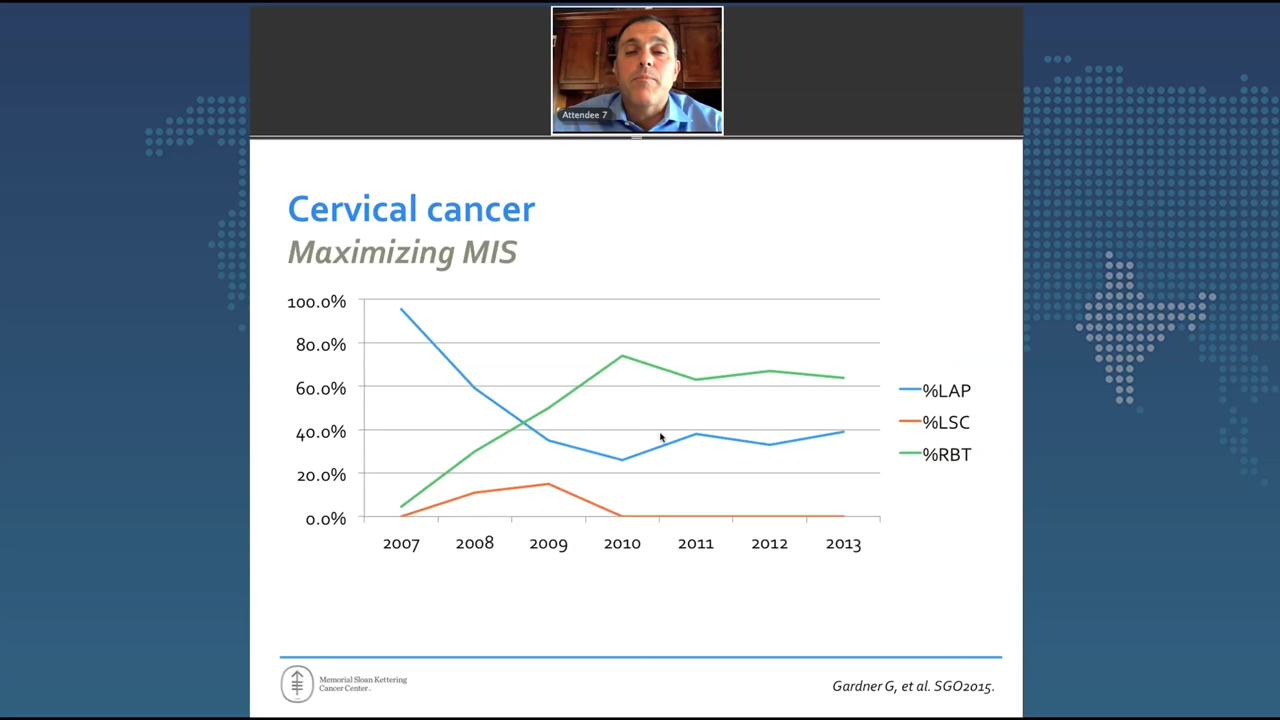 Attendee 7
Cervical cancer
Maximizing MIS
100.0%
80.0%
60.0%
40.0%
20.0%
0.0%
2007 2008 2009 2010 2011 2012 2013
%LAP
%LSC
%RBT
Memorial Sloan Kettering
Cancer Center
Gardner G, et al. SGO2015.